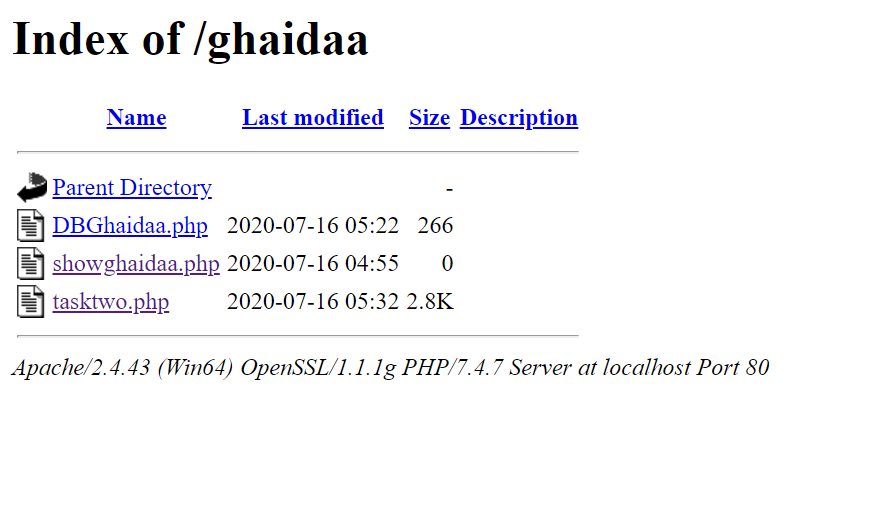 Index of /ghaidaa
Name Last modified Size Description
Parent Directory -
DBGhaidaa.php 2020-07-16 05:22 266
showghaidaa.php 2020-07-16 04:55 0
tasktwo.php 2020-07-16 05:32 2.8K
Apache/2.4.43 (Win64) OpenSSL/1.1.1g PHP/7.4.7 Server at localhost Port 80